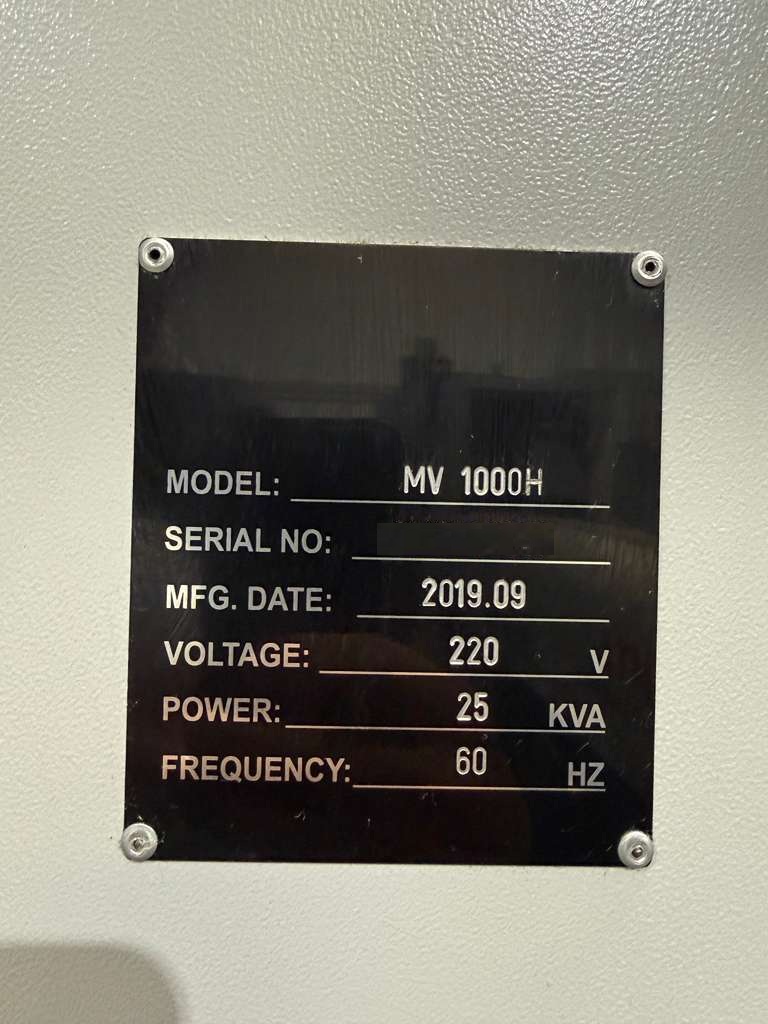 MODEL: MV 1000H
SERIAL NO:
MFG. DATE: 2019.09
VOLTAGE: 220 V
POWER: 25 KVA
FREQUENCY: 60 HZ